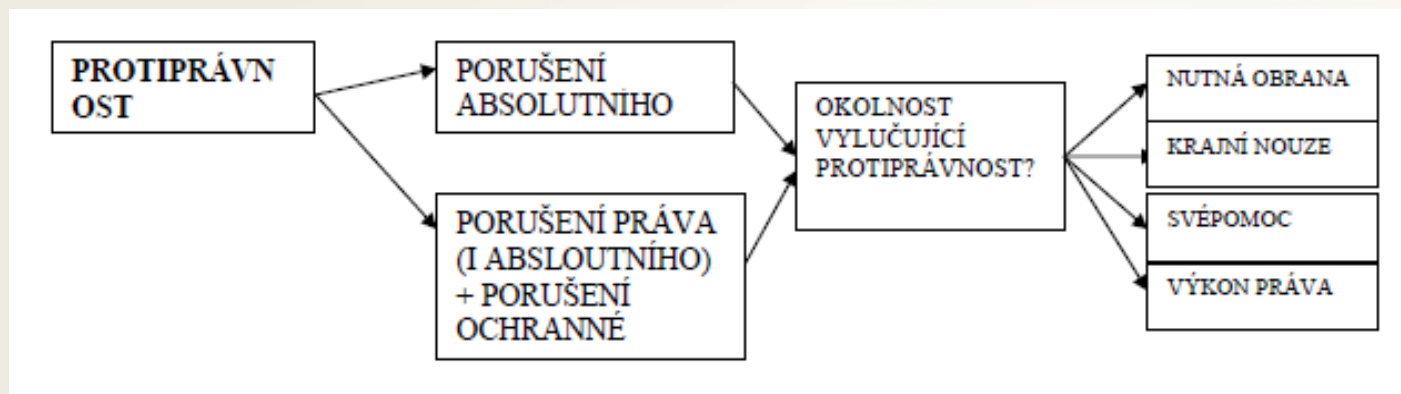 PROTIPRÁVN
OST
PORUŠENÍ
ABSOLUTNÍHO
PORUŠENÍ PRÁVA
(I ABSLOUTNÍHO)
+ PORUŠENÍ
OCHRANNÉ
OKOLNOST
VYLUČUJÍCÍ
PROTIPRÁVNOST?
NUTNÁ OBRANA
KRAJNÍ NOUZE
SVÉPOMOC
VÝKON PRÁVA